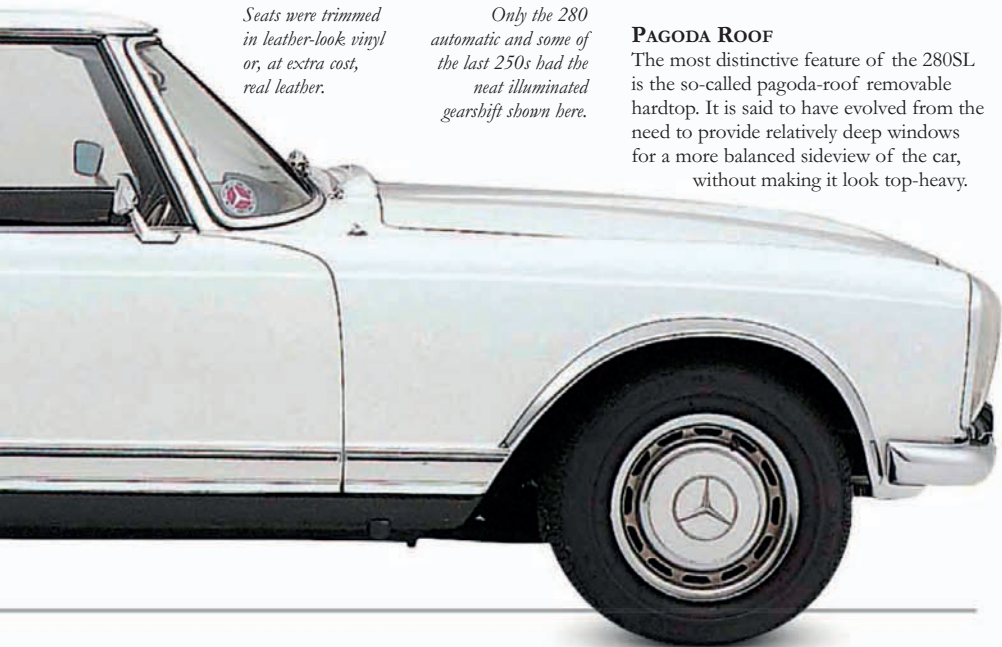 Seats were trimmed
in leather-look vinyl
or, at extra cost,
real leather.
Only the 280
automatic and some of
the last 250s had the
neat illuminated
gearshift shown here.
PAGODA ROOF
The most distinctive feature of the 280SL
is the so-called pagoda-roof removable
hardtop. It is said to have evolved from the
need to provide relatively deep windows
for a more balanced sideview of the car,
without making it look top-heavy.